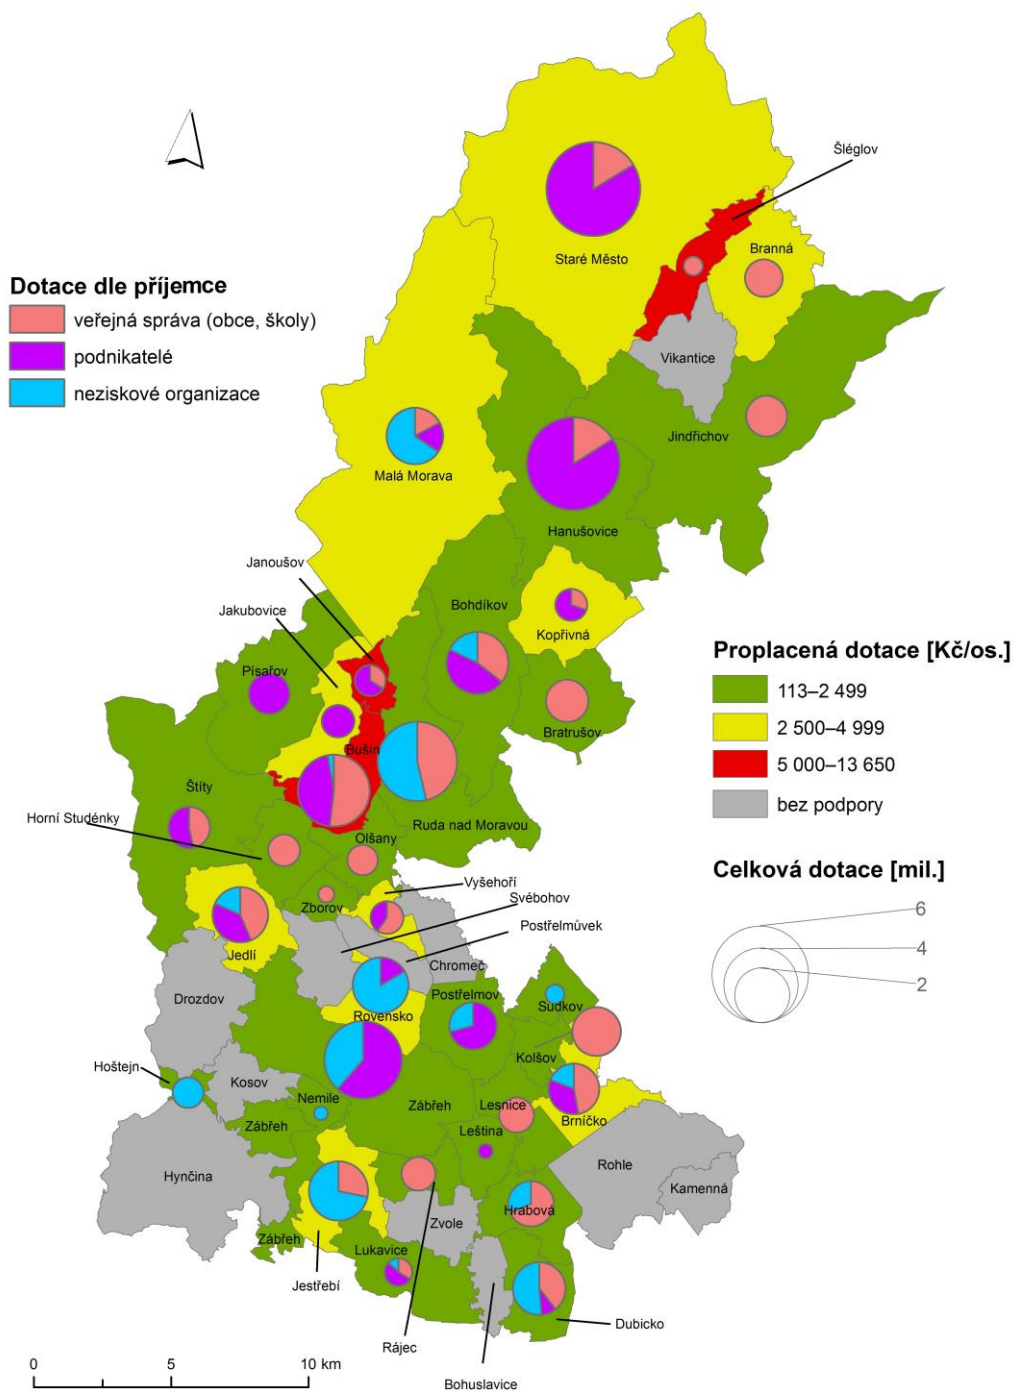 Šléglov
Branná
Staré Město
Dotace dle příjemce
veřejná správa (obce, školy)
podnikatelé
neziskové organizace
Vikantice
Jindřichov
Malá Morava
Hanušovice
Janoušov
Jakubovice
Bohdíkov
Kopřivná
Písařov
Proplacená dotace [Kč/os.]
113–2 499
2 500–4 999
5 000–13 650
bez podpory
Bratrušov
Bušín
Štíty
Horní Studénky
Ruda nad Moravou
Olšany
Celková dotace [mil.]
6
4
2
Vyšehoří
Svébohov
Zborov
Postřelmůvek
Jedlí
Chromeč
Drozdov
Postřelmov
Sudkov
Rovensko
Kolšov
Hoštejn
Kosov
Nemile
Zábřeh
Lesnice
Brníčko
Zábřeh
Leština
Rohle
Hynčina
Kamenná
Hrabová
Zvole
Zábřeh
Lukavice
Jestřebí
Dubicko
Rájec
Bohuslavice
0 5 10 km